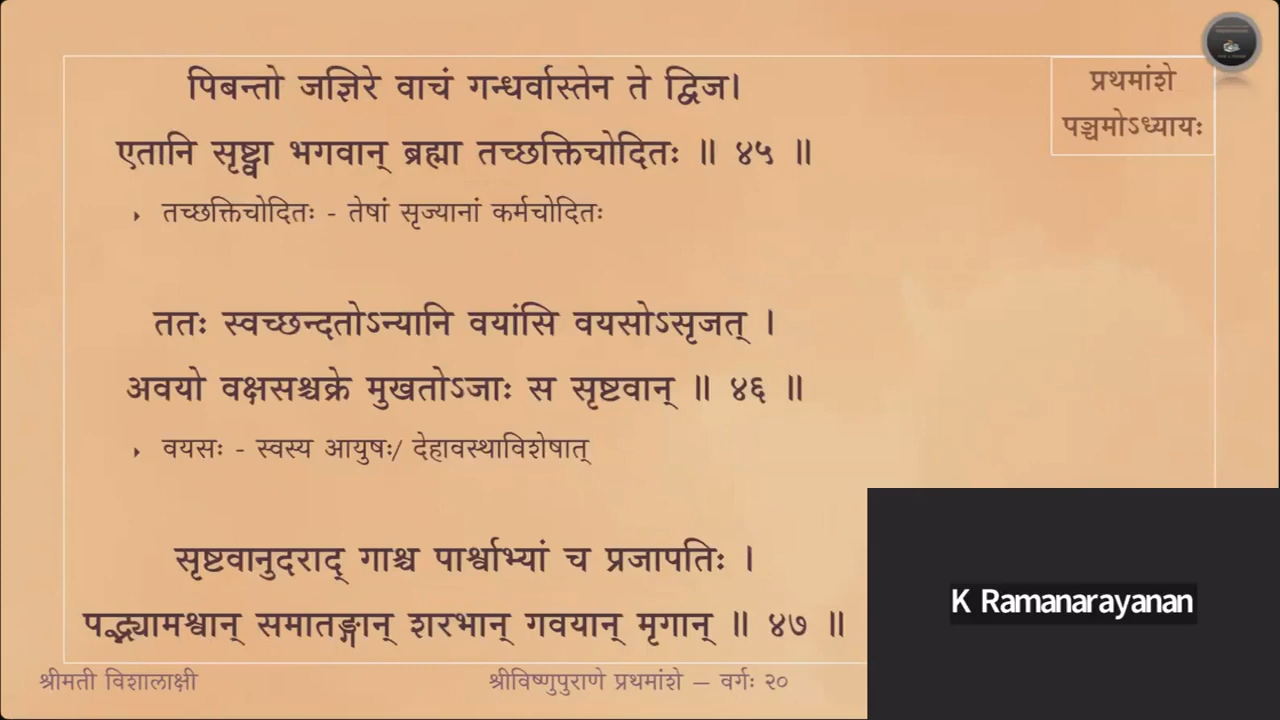 पिबन्तो जज्ञिरे वाचं गन्धर्वास्तेन ते द्विज।
एतानि सृष्ट्वा भगवान् ब्रह्मा तच्छक्तिचोदितः ॥ ४५ ॥
तच्छक्तिचोदितः - तेषां सृज्यानां कर्मचोदितः
ततः स्वच्छन्दतोऽन्यानि वयांसि वयसोऽसृजत् ।
अवयो वक्षसश्चक्रे मुखतोऽजाः स सृष्टवान् ॥ ४६ ॥
वयसः - स्वस्य आयुषः/ देहावस्थाविशेषात्
सृष्टवानुदराद् गाश्च पार्श्वाभ्यां च प्रजापतिः ।
पद्भ्यामश्वान् समातङ्गान् शरभान् गवयान् मृगान् ॥ ४७ ॥
प्रथमांशे
पञ्चमोऽध्यायः
K Ramanarayanan
श्रीमती विशालाक्षी
श्रीविष्णुपुराणे प्रथमांशे – वर्गः २०